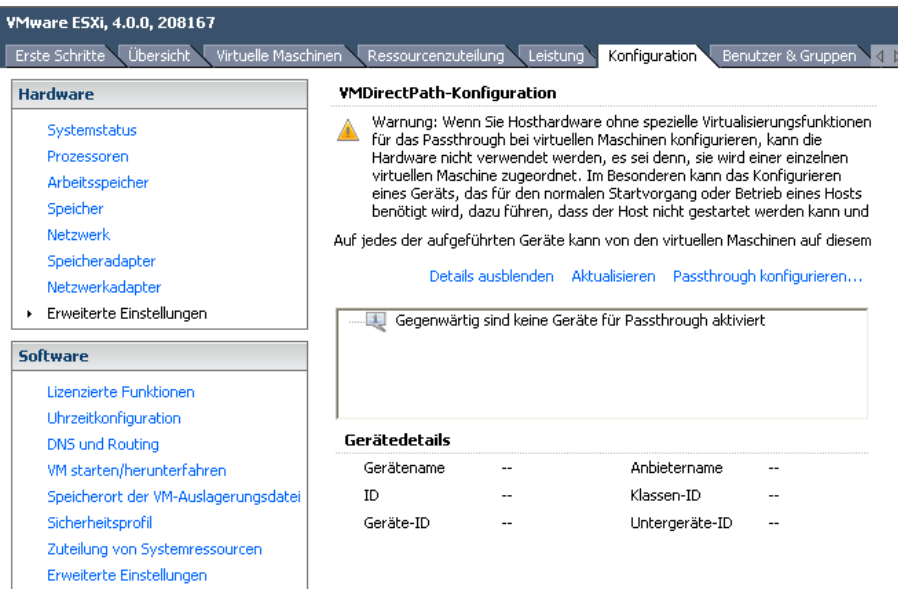 VMware ESXi, 4.0.0, 208167
Erste Schritte Übersicht Virtuelle Maschinen Ressourcenzuteilung Leistung Konfiguration Benutzer & Gruppen
Hardware
Systemstatus
Prozessoren
Arbeitsspeicher
Speicher
Netzwerk
Speicheradapter
Netzwerkadapter
Erweiterte Einstellungen
Software
Lizenzierte Funktionen
Uhrzeitkonfiguration
DNS und Routing
VM starten/herunterfahren
Speicherort der VM-Auslagerungsdatei
Sicherheitsprofil
Zuteilung von Systemressourcen
Erweiterte Einstellungen
VMDirectPath-Konfiguration
Warnung: Wenn Sie Hosthardware ohne spezielle Virtualisierungsfunktionen
für das Passthrough bei virtuellen Maschinen konfigurieren, kann die
Hardware nicht verwendet werden, es sei denn, sie wird einer einzelnen
virtuellen Maschine zugeordnet. Im Besonderen kann das Konfigurieren
eines Geräts, das für den normalen Startvorgang oder Betrieb eines Hosts
benötigt wird, dazu führen, dass der Host nicht gestartet werden kann und
Auf jedes der aufgeführten Geräte kann von den virtuellen Maschinen auf diesem
Details ausblenden Aktualisieren Passthrough konfigurieren...
Gegenwärtig sind keine Geräte für Passthrough aktiviert
Gerätedetails
Gerätename -- Anbietername --
ID -- Klassen-ID --
Geräte-ID -- Untergeräte-ID --